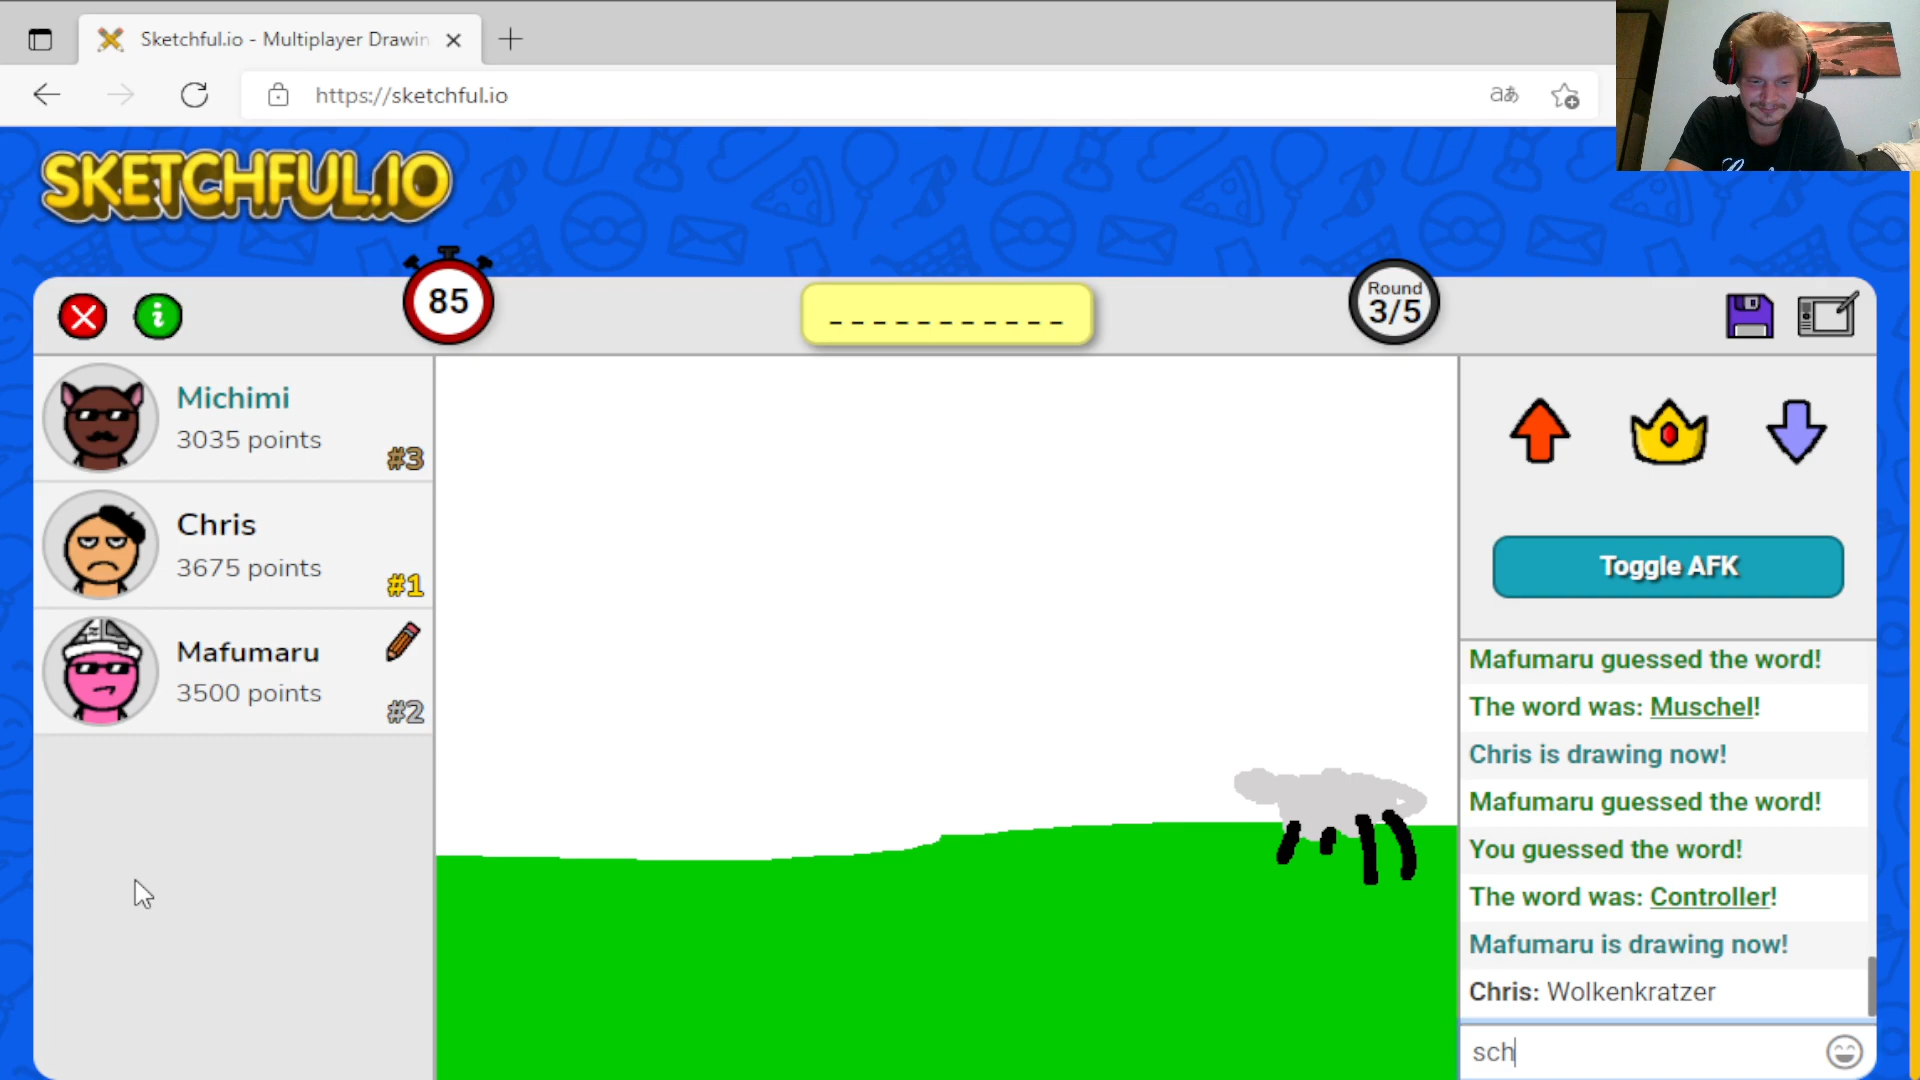 Sketchful.io - Multiplayer Drawin
https://sketchful.io
aあ
SKETCHFUL.IO
85
_ _ _ _ _ _ _ _ _ _ _
Round
3/5
Michimi
3035 points
#3
Chris
3675 points
#1
Mafumaru
3500 points
#2
Toggle AFK
Mafumaru guessed the word!
The word was: Muschel!
Chris is drawing now!
Mafumaru guessed the word!
You guessed the word!
The word was: Controller!
Mafumaru is drawing now!
Chris: Wolkenkratzer
sch